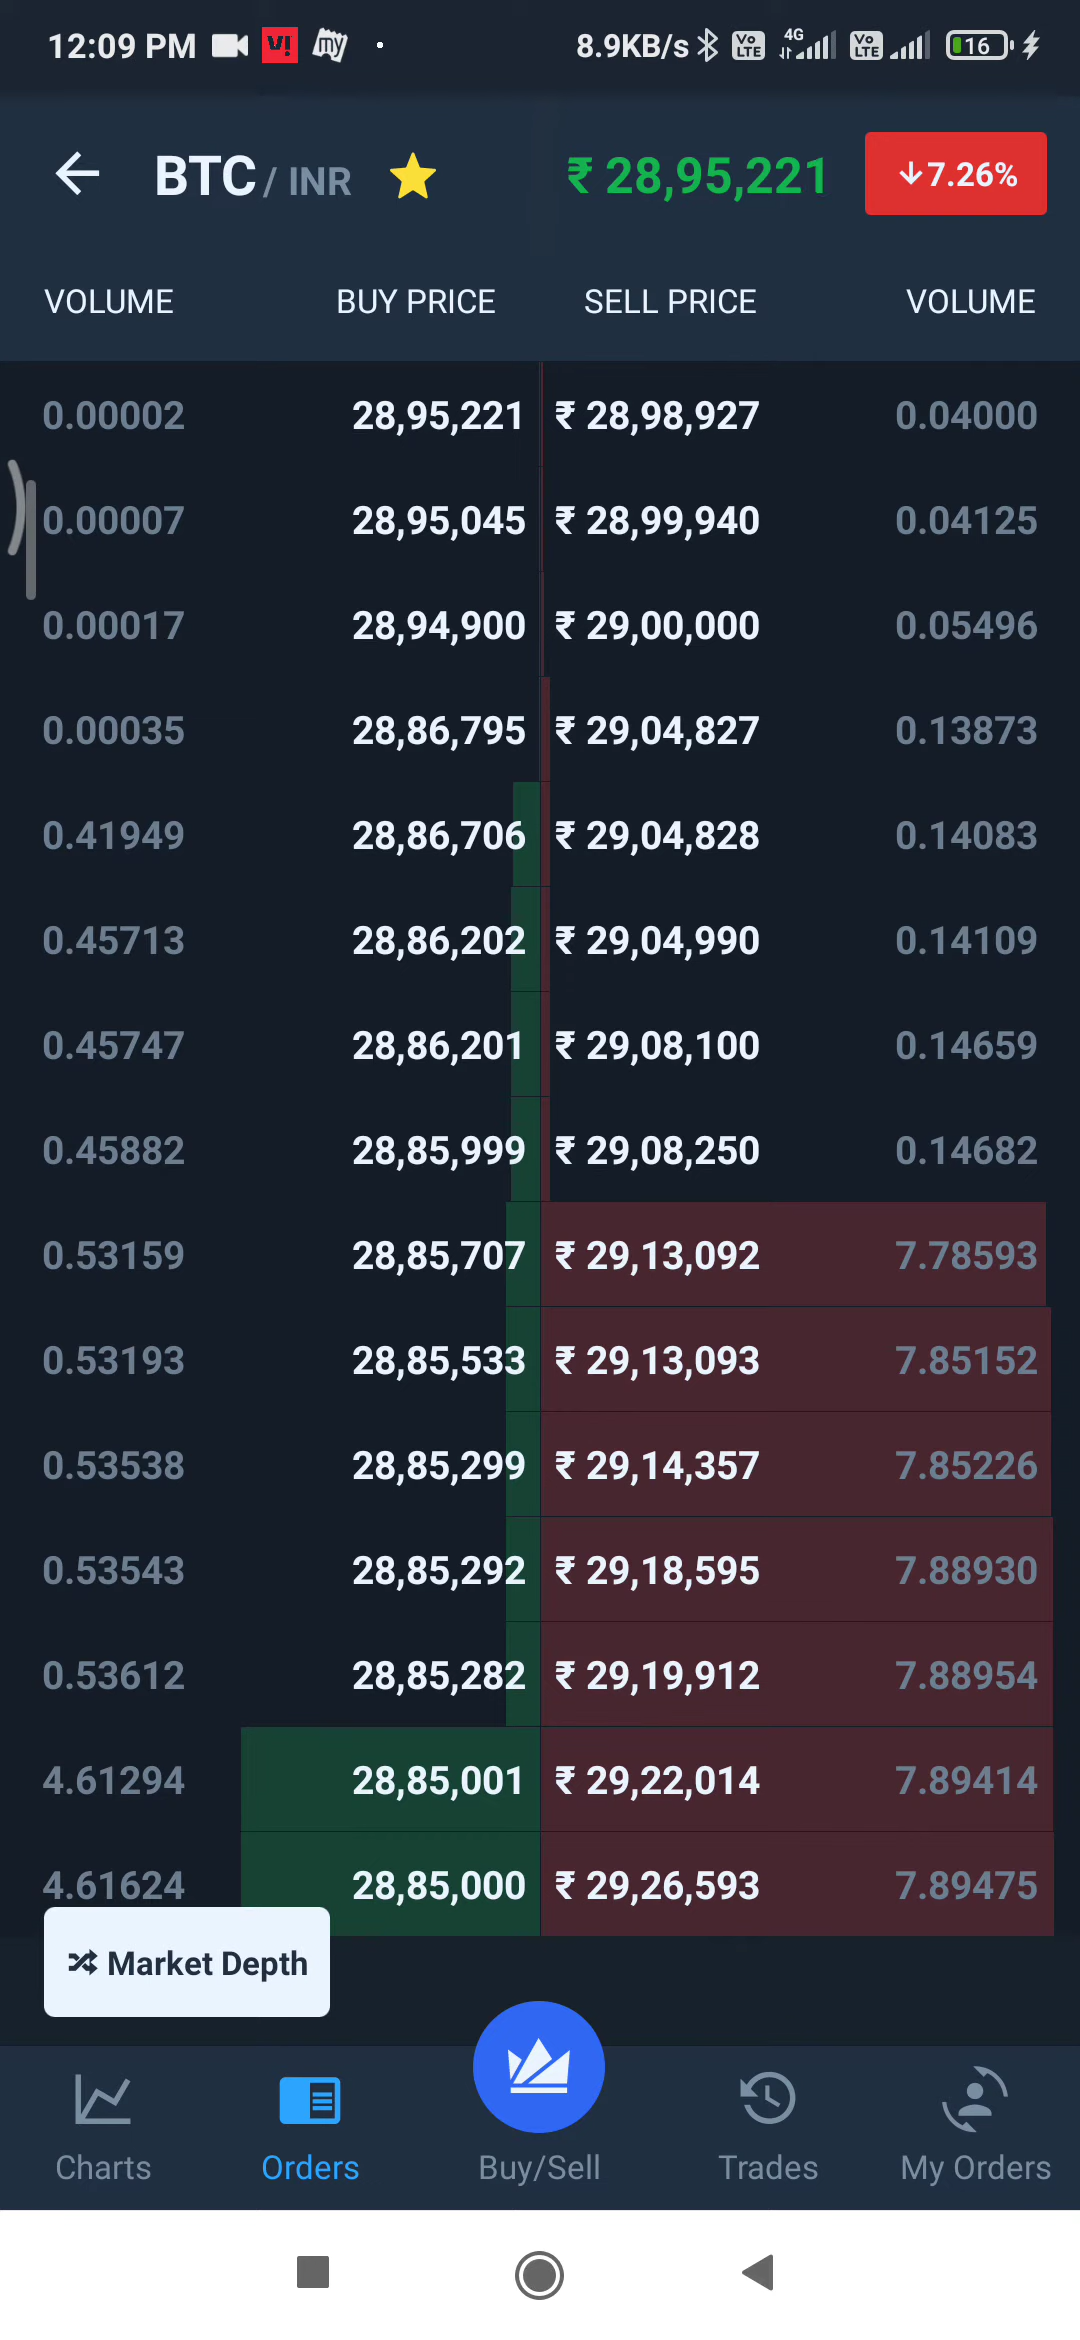 12:09 PM V! my 8.9KB/s Vo LTE 4G Vo LTE 16
BTC / INR ₹ 28,95,221 ↓7.26%
VOLUME BUY PRICE SELL PRICE VOLUME
0.00002 28,95,221 ₹ 28,98,927 0.04000
0.00007 28,95,045 ₹ 28,99,940 0.04125
0.00017 28,94,900 ₹ 29,00,000 0.05496
0.00035 28,86,795 ₹ 29,04,827 0.13873
0.41949 28,86,706 ₹ 29,04,828 0.14083
0.45713 28,86,202 ₹ 29,04,990 0.14109
0.45747 28,86,201 ₹ 29,08,100 0.14659
0.45882 28,85,999 ₹ 29,08,250 0.14682
0.53159 28,85,707 ₹ 29,13,092 7.78593
0.53193 28,85,533 ₹ 29,13,093 7.85152
0.53538 28,85,299 ₹ 29,14,357 7.85226
0.53543 28,85,292 ₹ 29,18,595 7.88930
0.53612 28,85,282 ₹ 29,19,912 7.88954
4.61294 28,85,001 ₹ 29,22,014 7.89414
4.61624 28,85,000 ₹ 29,26,593 7.89475
Market Depth
Charts Orders Buy/Sell Trades My Orders